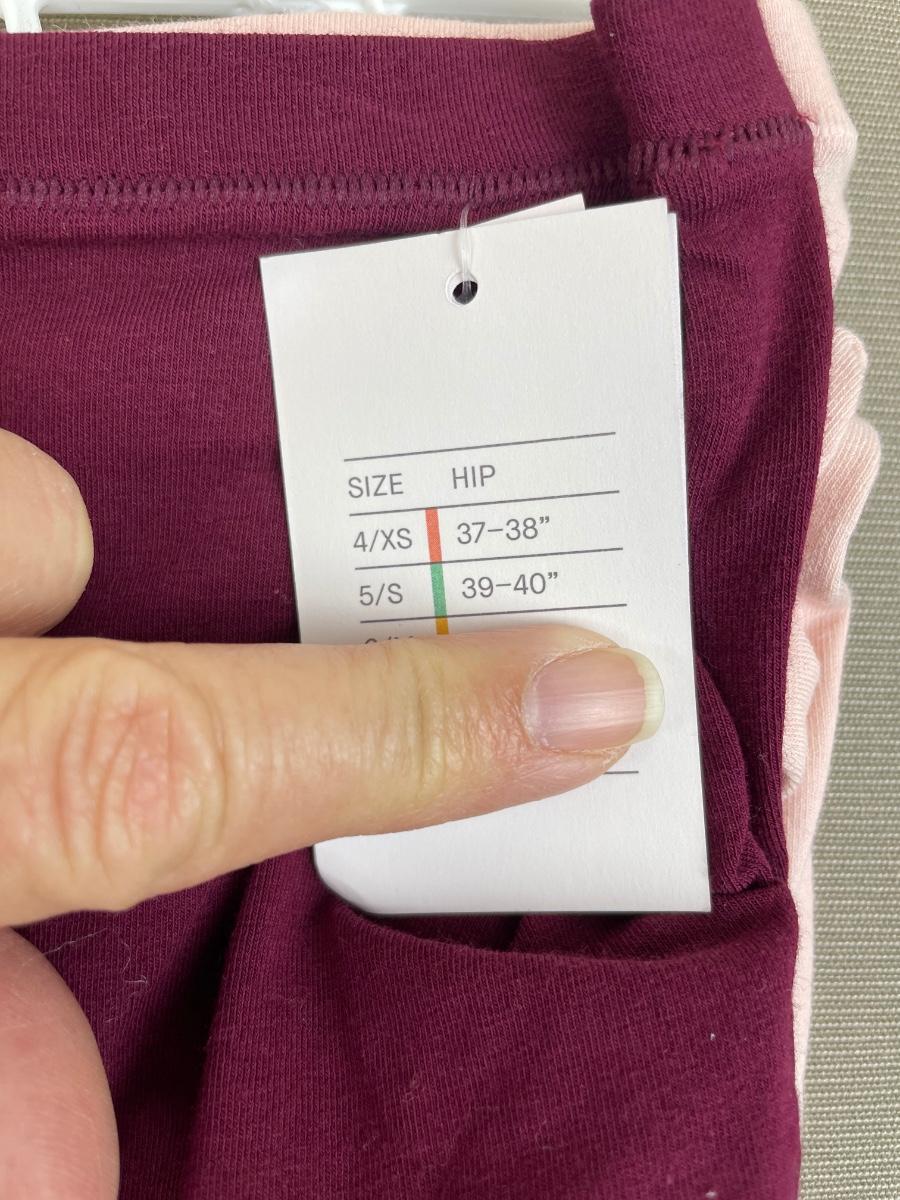 SIZE HIP
4/XS 37–38”
5/S 39–40”